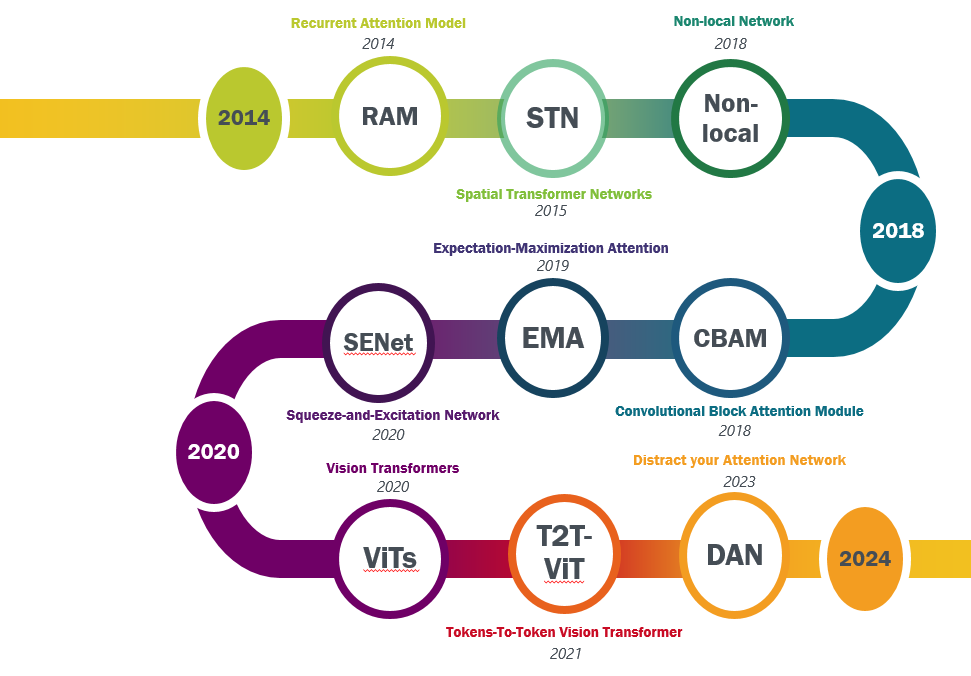 Recurrent Attention Model
2014
Non-local Network
2018
2014
RAM
STN
Non-
local
Spatial Transformer Networks
2015
2018
Expectation-Maximization Attention
2019
SENet
EMA
CBAM
Squeeze-and-Excitation Network
2020
Convolutional Block Attention Module
2018
2020
Vision Transformers
2020
Distract your Attention Network
2023
ViTs
T2T-
ViT
DAN
2024
Tokens-To-Token Vision Transformer
2021